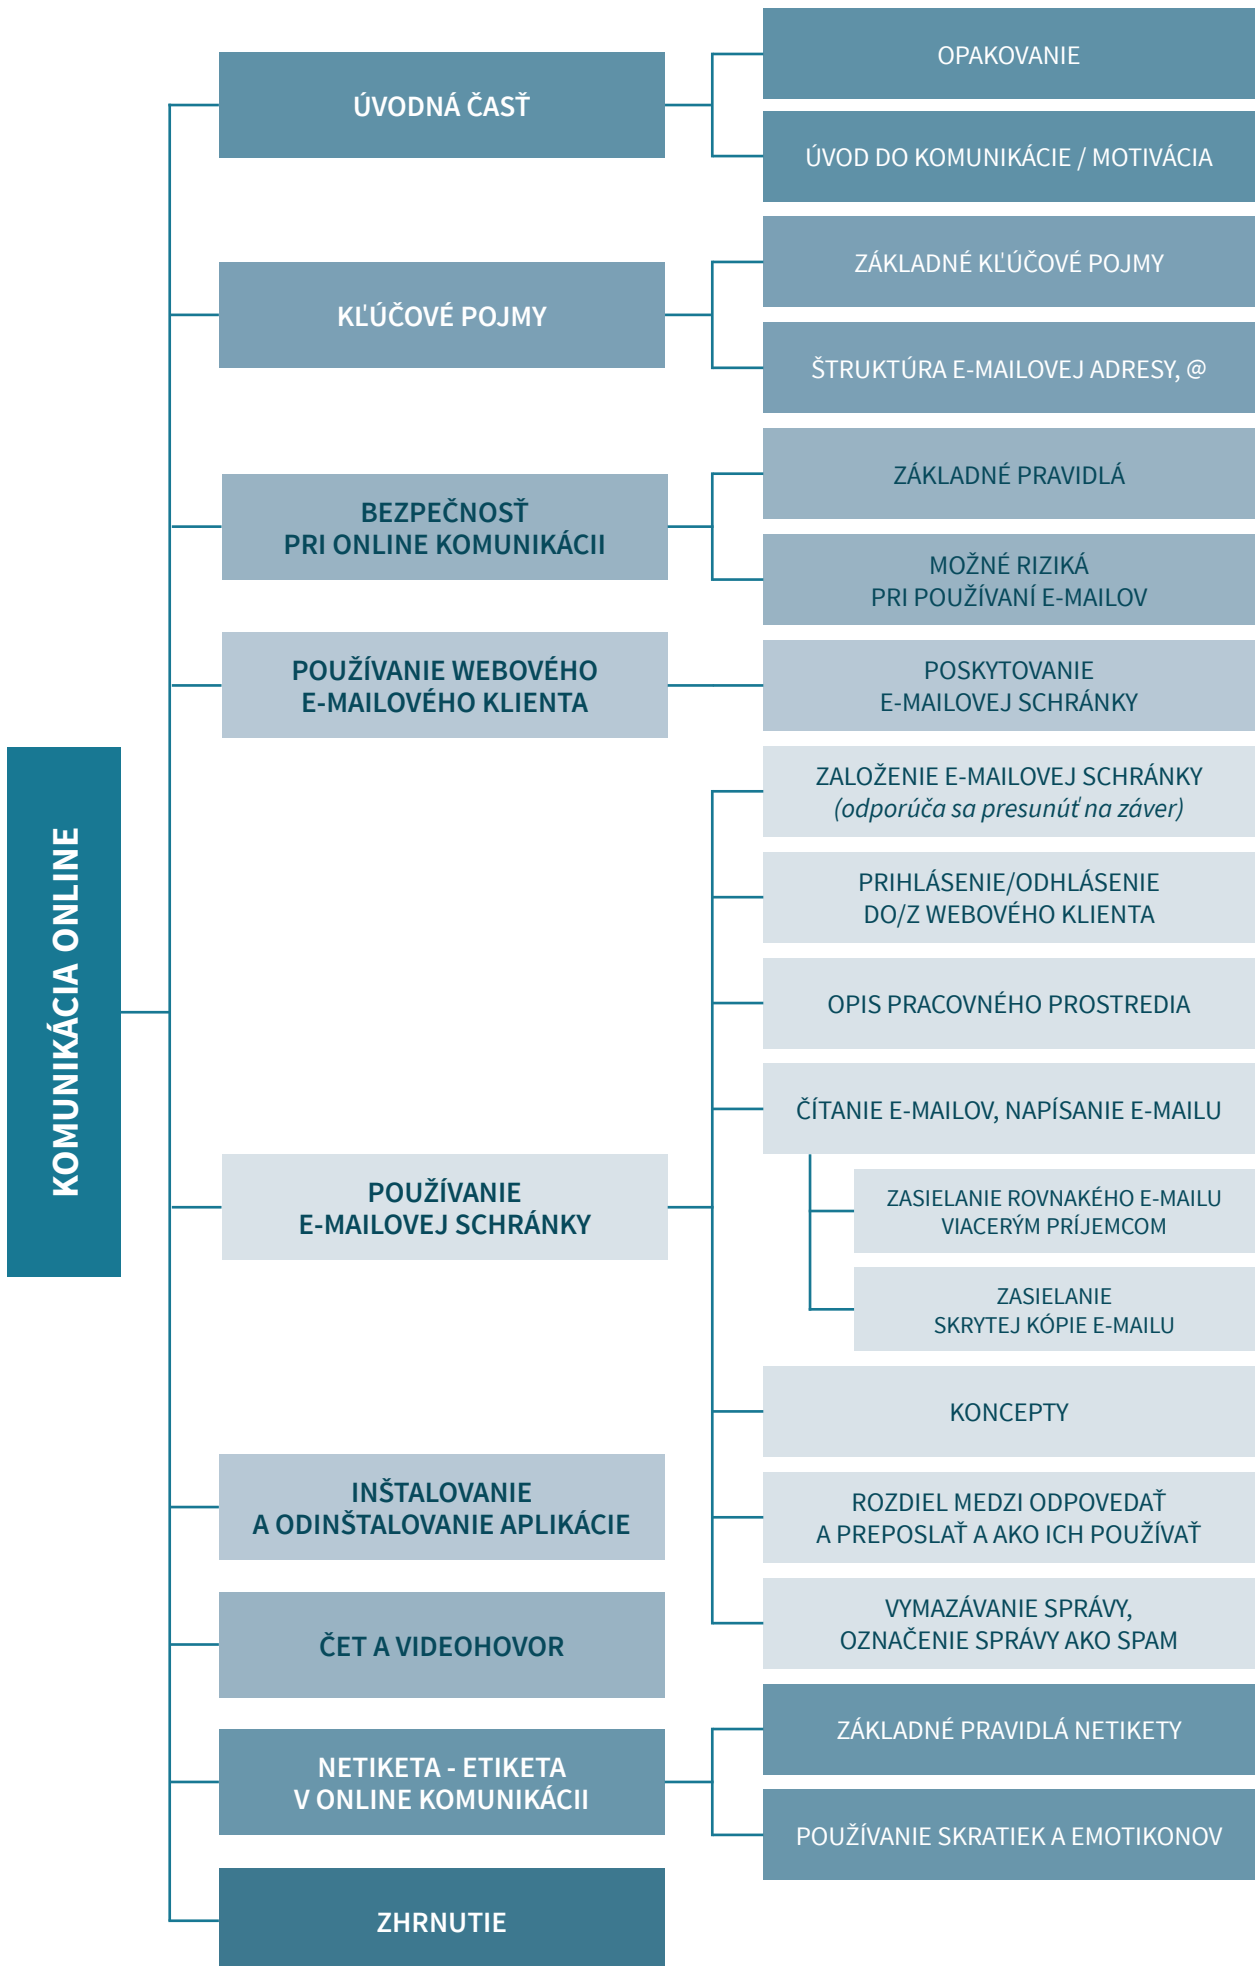 KOMUNIKÁCIA ONLINE
ÚVODNÁ ČASŤ
OPAKOVANIE
ÚVOD DO KOMUNIKÁCIE / MOTIVÁCIA
KĽÚČOVÉ POJMY
ZÁKLADNÉ KĽÚČOVÉ POJMY
ŠTRUKTÚRA E-MAILOVEJ ADRESY, @
BEZPEČNOSŤ
PRI ONLINE KOMUNIKÁCII
ZÁKLADNÉ PRAVIDLÁ
MOŽNÉ RIZIKÁ
PRI POUŽÍVANÍ E-MAILOV
POUŽÍVANIE WEBOVÉHO
E-MAILOVÉHO KLIENTA
POSKYTOVANIE
E-MAILOVEJ SCHRÁNKY
POUŽÍVANIE
E-MAILOVEJ SCHRÁNKY
ZALOŽENIE E-MAILOVEJ SCHRÁNKY
(odporúča sa presunúť na záver)
PRIHLÁSENIE/ODHLÁSENIE
DO/Z WEBOVÉHO KLIENTA
OPIS PRACOVNÉHO PROSTREDIA
ČÍTANIE E-MAILOV, NAPÍSANIE E-MAILU
ZASIELANIE ROVNAKÉHO E-MAILU
VIACERÝM PRÍJEMCOM
ZASIELANIE
SKRYTEJ KÓPIE E-MAILU
KONCEPTY
ROZDIEL MEDZI ODPOVEDAŤ
A PREPOSLAŤ A AKO ICH POUŽÍVAŤ
VYMAZÁVANIE SPRÁVY,
OZNAČENIE SPRÁVY AKO SPAM
INŠTALOVANIE
A ODINŠTALOVANIE APLIKÁCIE
ČET A VIDEOHOVOR
NETIKETA - ETIKETA
V ONLINE KOMUNIKÁCII
ZÁKLADNÉ PRAVIDLÁ NETIKETY
POUŽÍVANIE SKRATIEK A EMOTIKONOV
ZHRNUTIE